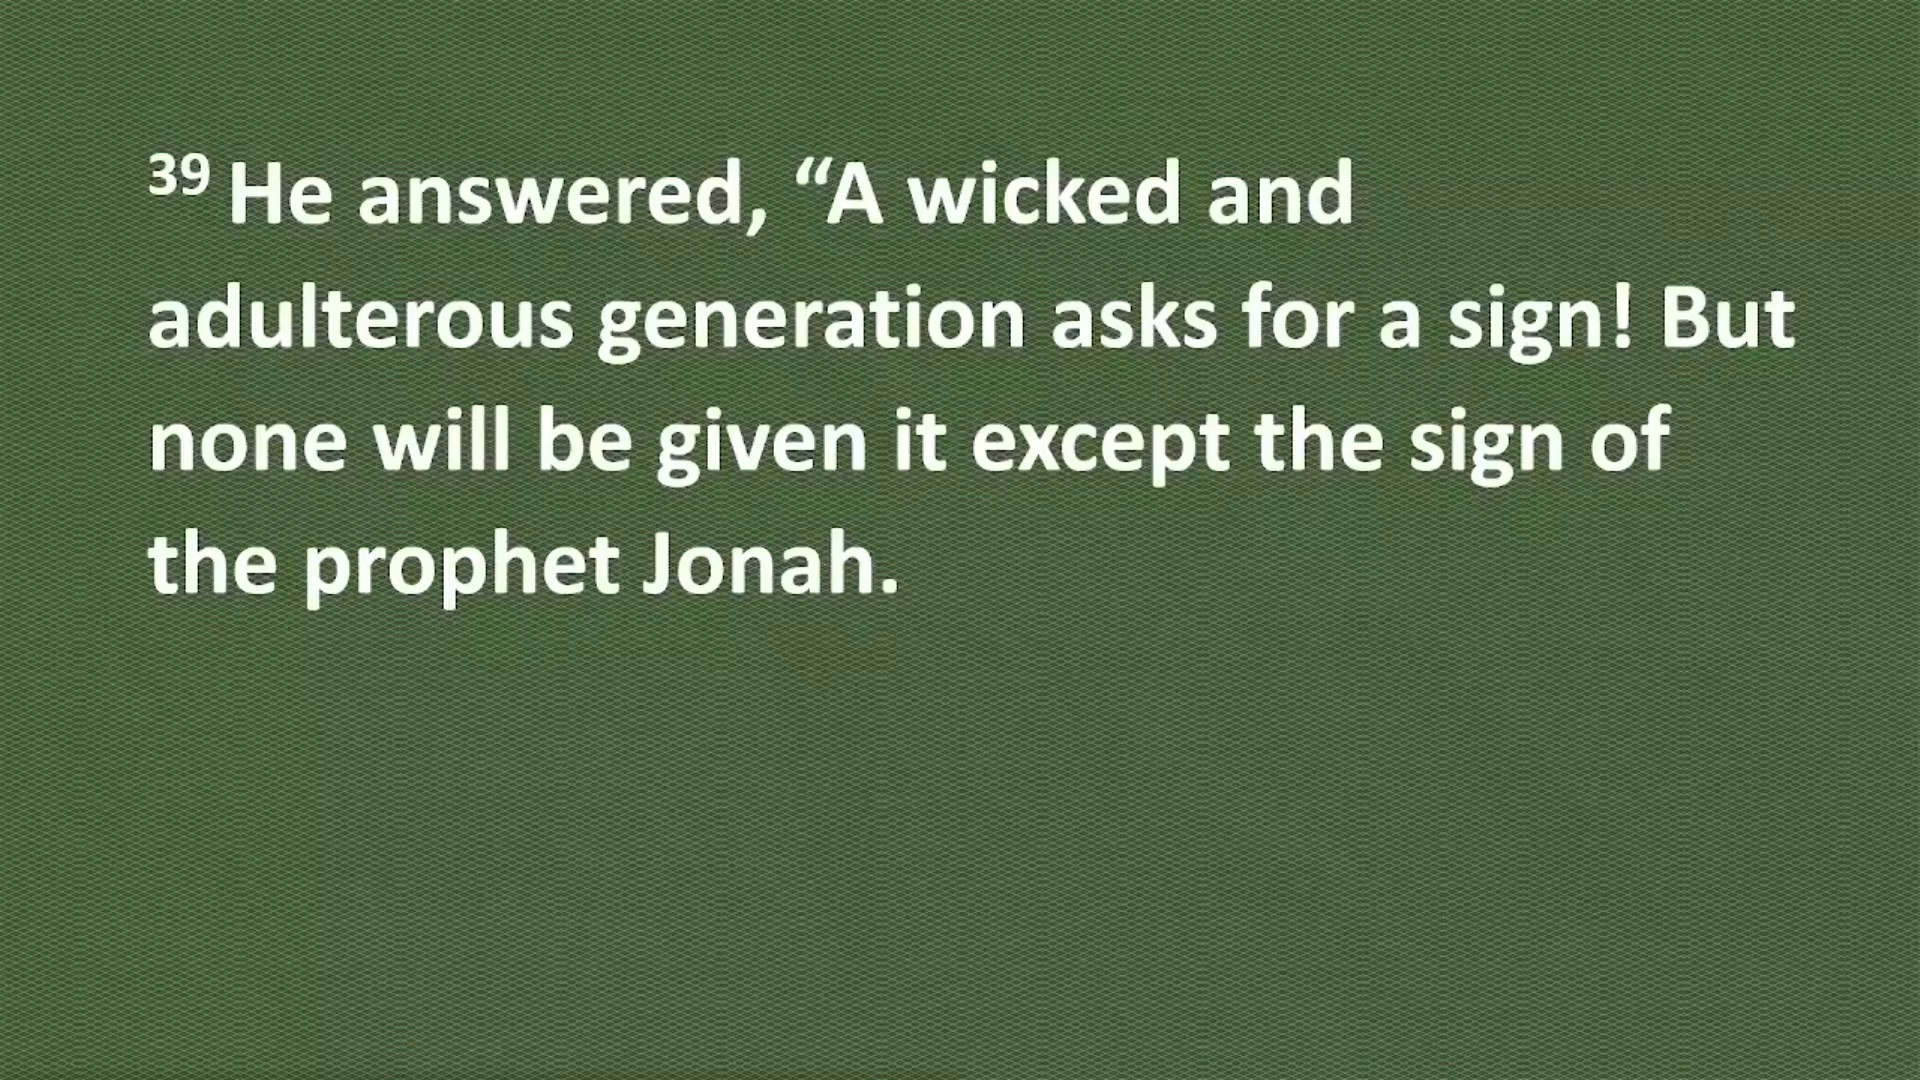 39 He answered, “A wicked and
adulterous generation asks for a sign! But
none will be given it except the sign of
the prophet Jonah.